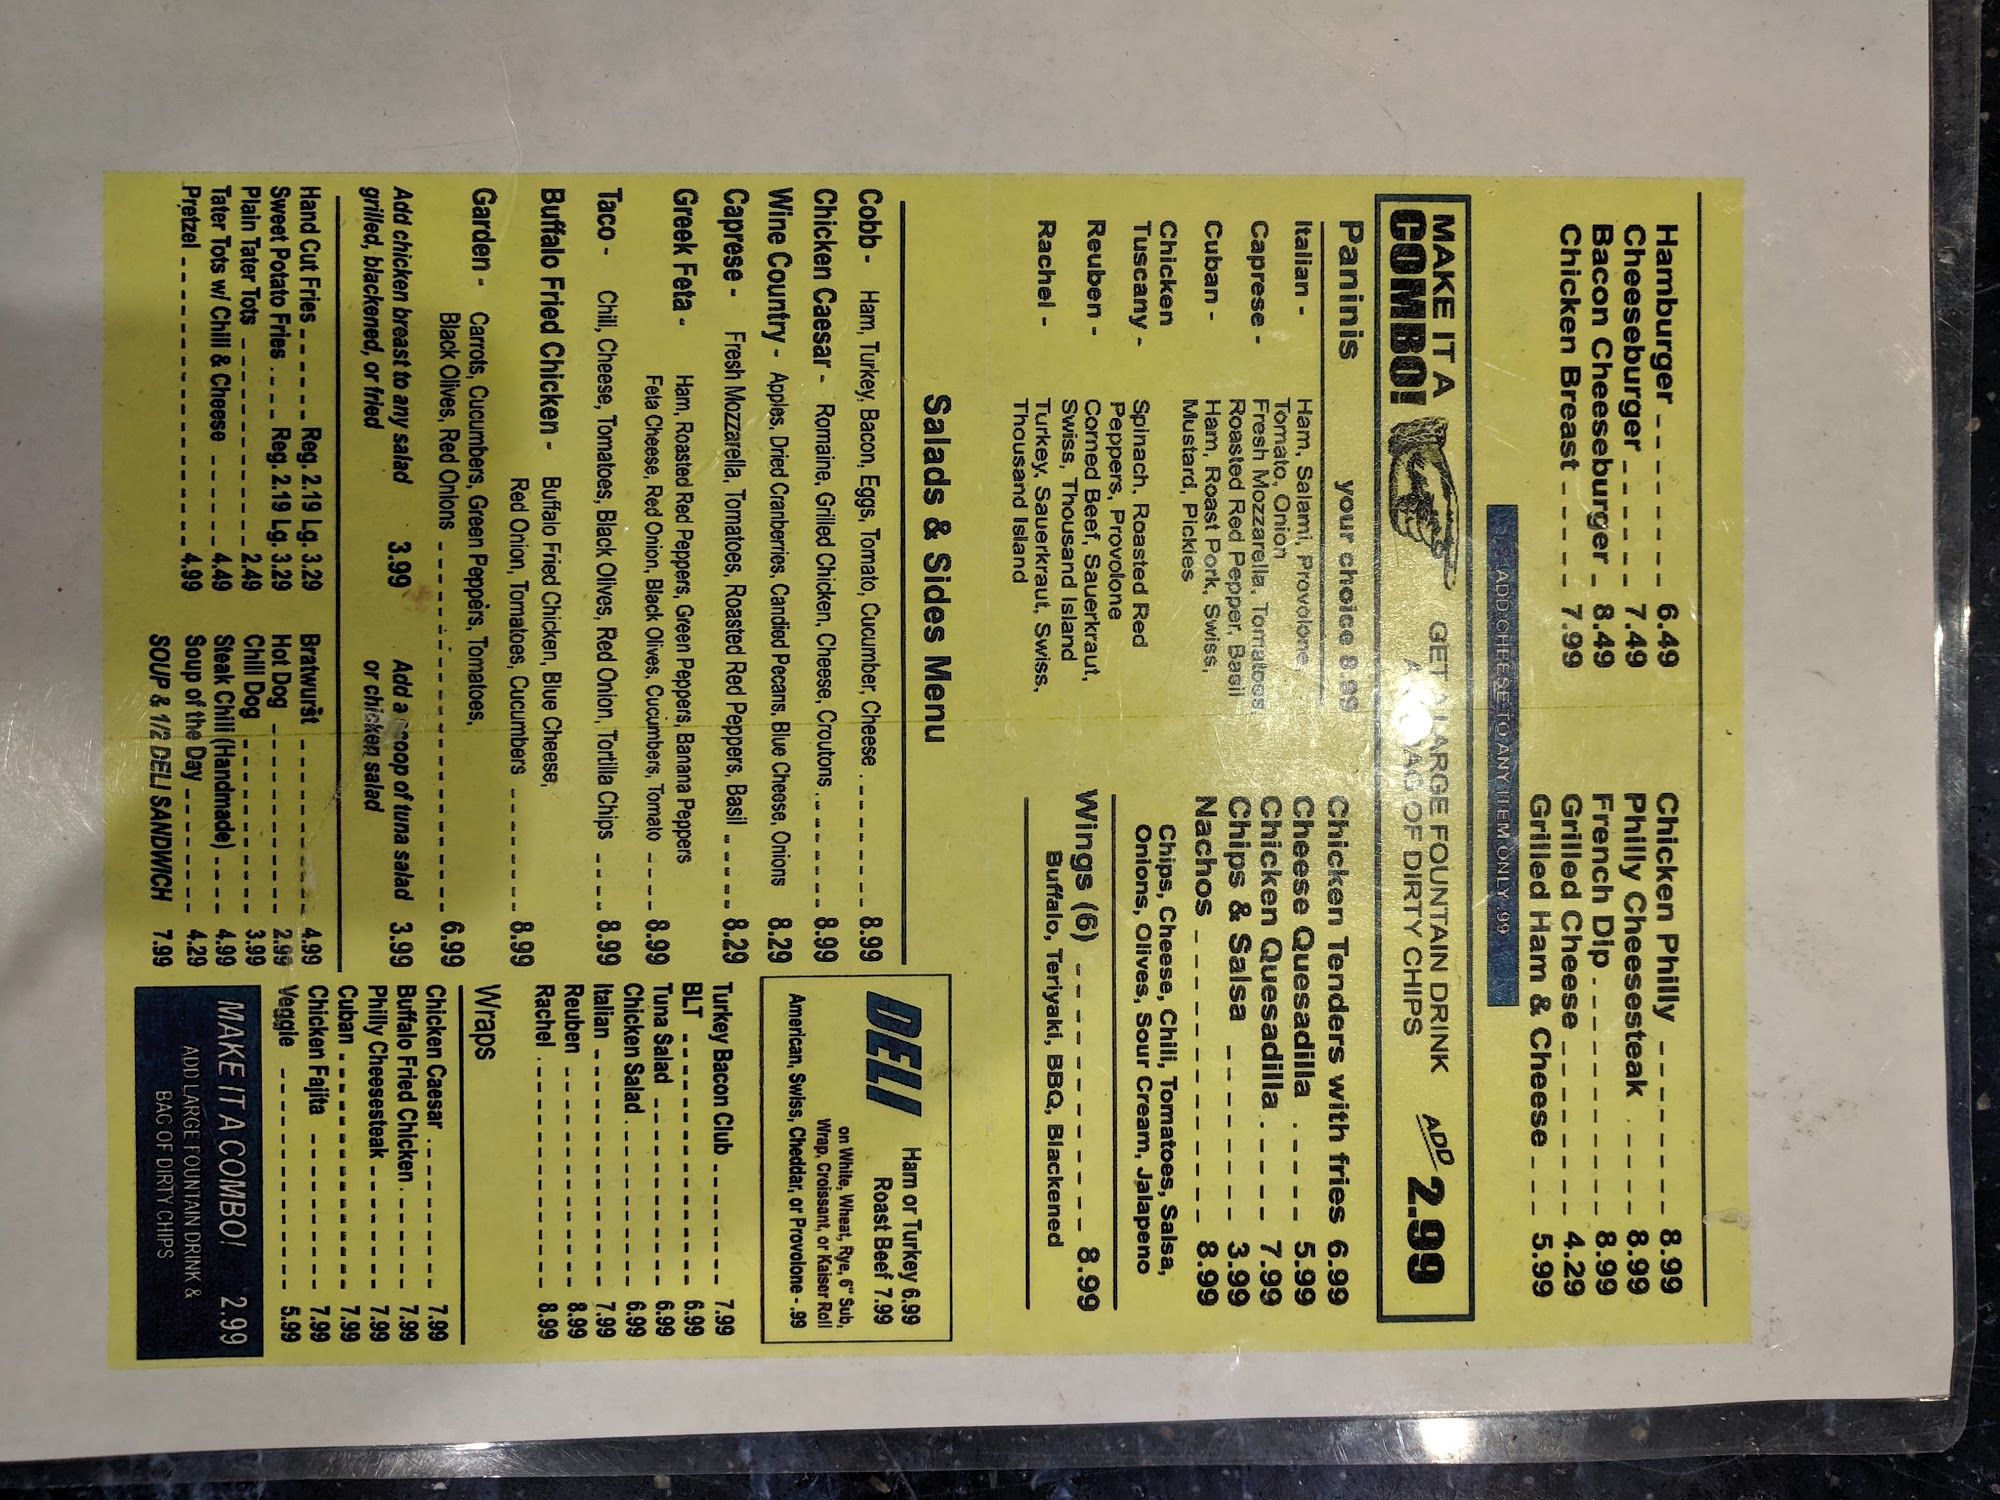 Hamburger 6.49
Cheeseburger 7.49
Bacon Cheeseburger 8.49
Chicken Breast 7.99
Chicken Philly 8.99
Philly Cheesesteak 8.99
French Dip 8.99
Grilled Cheese 4.29
Grilled Ham & Cheese 5.99
ADD CHEESE TO ANY ITEM ONLY .99
MAKE IT A
COMBO!
GET A LARGE FOUNTAIN DRINK
A BAG OF DIRTY CHIPS
ADD 2.99
Paninis your choice 8.99
Italian - Ham, Salami, Provolone,
Tomato, Onion
Caprese - Fresh Mozzarella, Tomatoes,
Roasted Red Pepper, Basil
Cuban - Ham, Roast Pork, Swiss,
Mustard, Pickles
Chicken
Tuscany - Spinach, Roasted Red
Peppers, Provolone
Reuben - Corned Beef, Sauerkraut,
Swiss, Thousand Island
Rachel - Turkey, Sauerkraut, Swiss,
Thousand Island
Chicken Tenders with fries 6.99
Cheese Quesadilla 5.99
Chicken Quesadilla 7.99
Chips & Salsa 3.99
Nachos 8.99
Chips, Cheese, Chili, Tomatoes, Salsa,
Onions, Olives, Sour Cream, Jalapeno
Wings (6) 8.99
Buffalo, Teriyaki, BBQ, Blackened
Salads & Sides Menu
Cobb - Ham, Turkey, Bacon, Eggs, Tomato, Cucumber, Cheese 8.99
Chicken Caesar - Romaine, Grilled Chicken, Cheese, Croutons 8.99
Wine Country - Apples, Dried Cranberries, Candied Pecans, Blue Cheese, Onions 8.29
Caprese - Fresh Mozzarella, Tomatoes, Roasted Red Peppers, Basil 8.29
Greek Feta - Ham, Roasted Red Peppers, Green Peppers, Banana Peppers
Feta Cheese, Red Onion, Black Olives, Cucumbers, Tomato 8.99
Taco - Chili, Cheese, Tomatoes, Black Olives, Red Onion, Tortilla Chips 8.99
Buffalo Fried Chicken - Buffalo Fried Chicken, Blue Cheese,
Red Onion, Tomatoes, Cucumbers 8.99
Garden - Carrots, Cucumbers, Green Peppers, Tomatoes,
Black Olives, Red Onions 6.99
Add chicken breast to any salad 3.99
grilled, blackened, or fried
Add a scoop of tuna salad 3.99
or chicken salad
Hand Cut Fries Reg. 2.19 Lg. 3.29
Sweet Potato Fries Reg. 2.19 Lg. 3.29
Plain Tater Tots 2.49
Tater Tots w/ Chili & Cheese 4.49
Pretzel 4.99
Bratwurst 4.99
Hot Dog 2.99
Chili Dog 3.99
Steak Chili (Handmade) 4.99
Soup of the Day 4.29
SOUP & 1/2 DELI SANDWICH 7.99
DELI
Ham or Turkey 6.99
Roast Beef 7.99
on White, Wheat, Rye, 6" Sub,
Wrap, Croissant, or Kaiser Roll
American, Swiss, Cheddar, or Provolone - .99
Turkey Bacon Club 7.99
BLT 6.99
Tuna Salad 6.99
Chicken Salad 6.99
Italian 7.99
Reuben 8.99
Rachel 8.99
Wraps
Chicken Caesar 7.99
Buffalo Fried Chicken 7.99
Philly Cheesesteak 7.99
Cuban 7.99
Chicken Fajita 7.99
Veggie 5.99
MAKE IT A COMBO! 2.99
ADD LARGE FOUNTAIN DRINK &
BAG OF DIRTY CHIPS